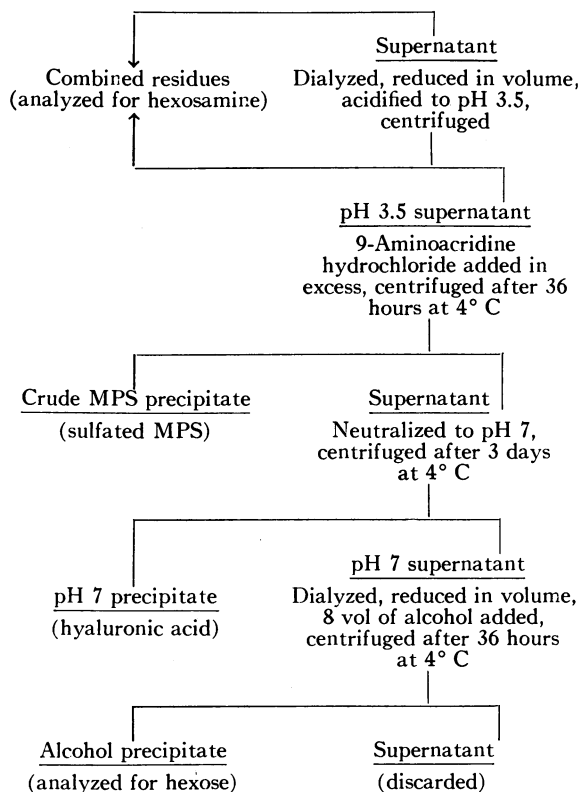 Supernatant
Combined residues
(analyzed for hexosamine)
Dialyzed, reduced in volume,
acidified to pH 3.5,
centrifuged
pH 3.5 supernatant
9-Aminoacridine
hydrochloride added in
excess, centrifuged after 36
hours at 4° C
Crude MPS precipitate
(sulfated MPS)
Supernatant
Neutralized to pH 7,
centrifuged after 3 days
at 4° C
pH 7 precipitate
(hyaluronic acid)
pH 7 supernatant
Dialyzed, reduced in volume,
8 vol of alcohol added,
centrifuged after 36 hours
at 4° C
Alcohol precipitate
(analyzed for hexose)
Supernatant
(discarded)